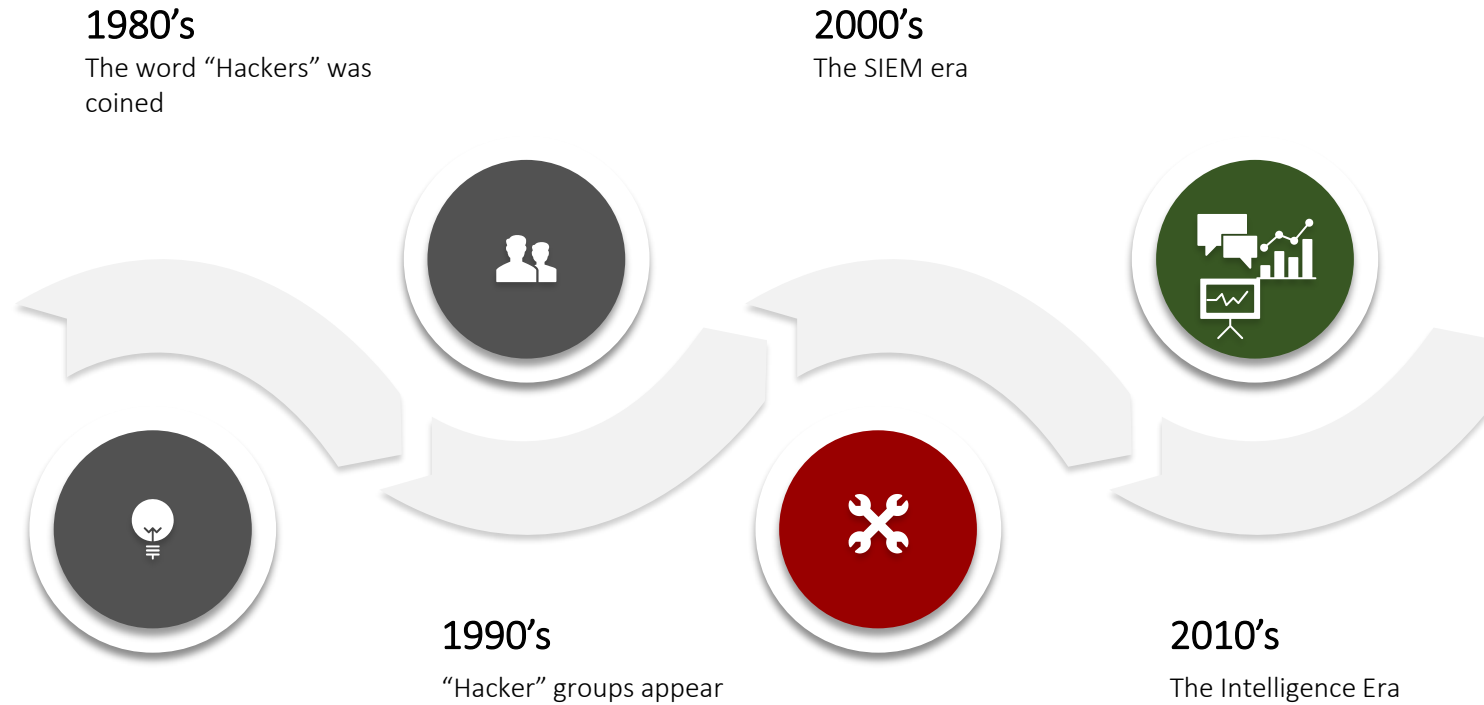 1980’s
The word “Hackers” was
coined
1990’s
“Hacker” groups appear
2000’s
The SIEM era
2010’s
The Intelligence Era